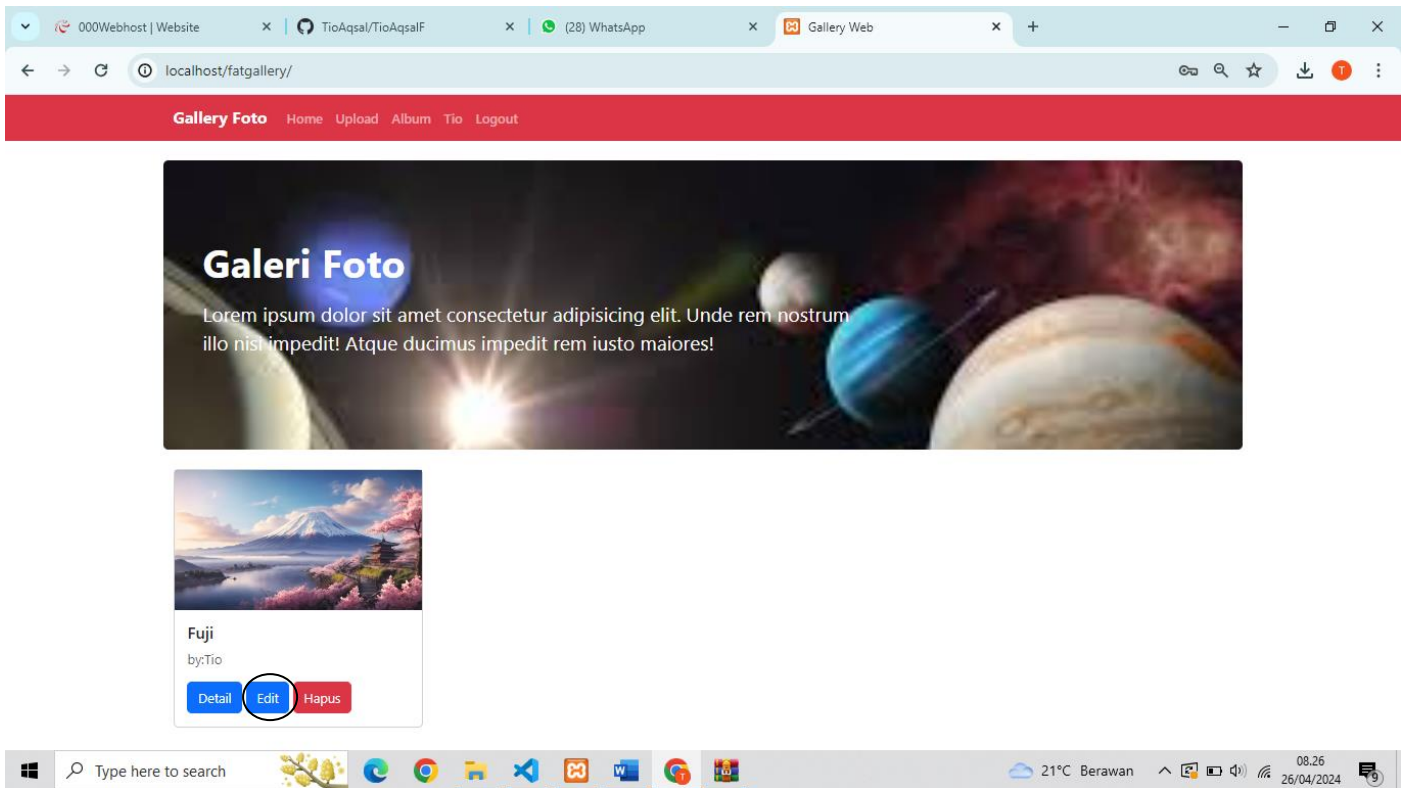 000Webhost | Website
TioAqsal/TioAqsalF
(28) WhatsApp
Gallery Web
localhost/fatgallery/
T
Gallery Foto Home Upload Album Tio Logout
Galeri Foto
Lorem ipsum dolor sit amet consectetur adipisicing elit. Unde rem nostrum
illo nisi impedit! Atque ducimus impedit rem iusto maiores!
Fuji
by:Tio
Detail Edit Hapus
Type here to search
21°C Berawan
08.26
26/04/2024
9